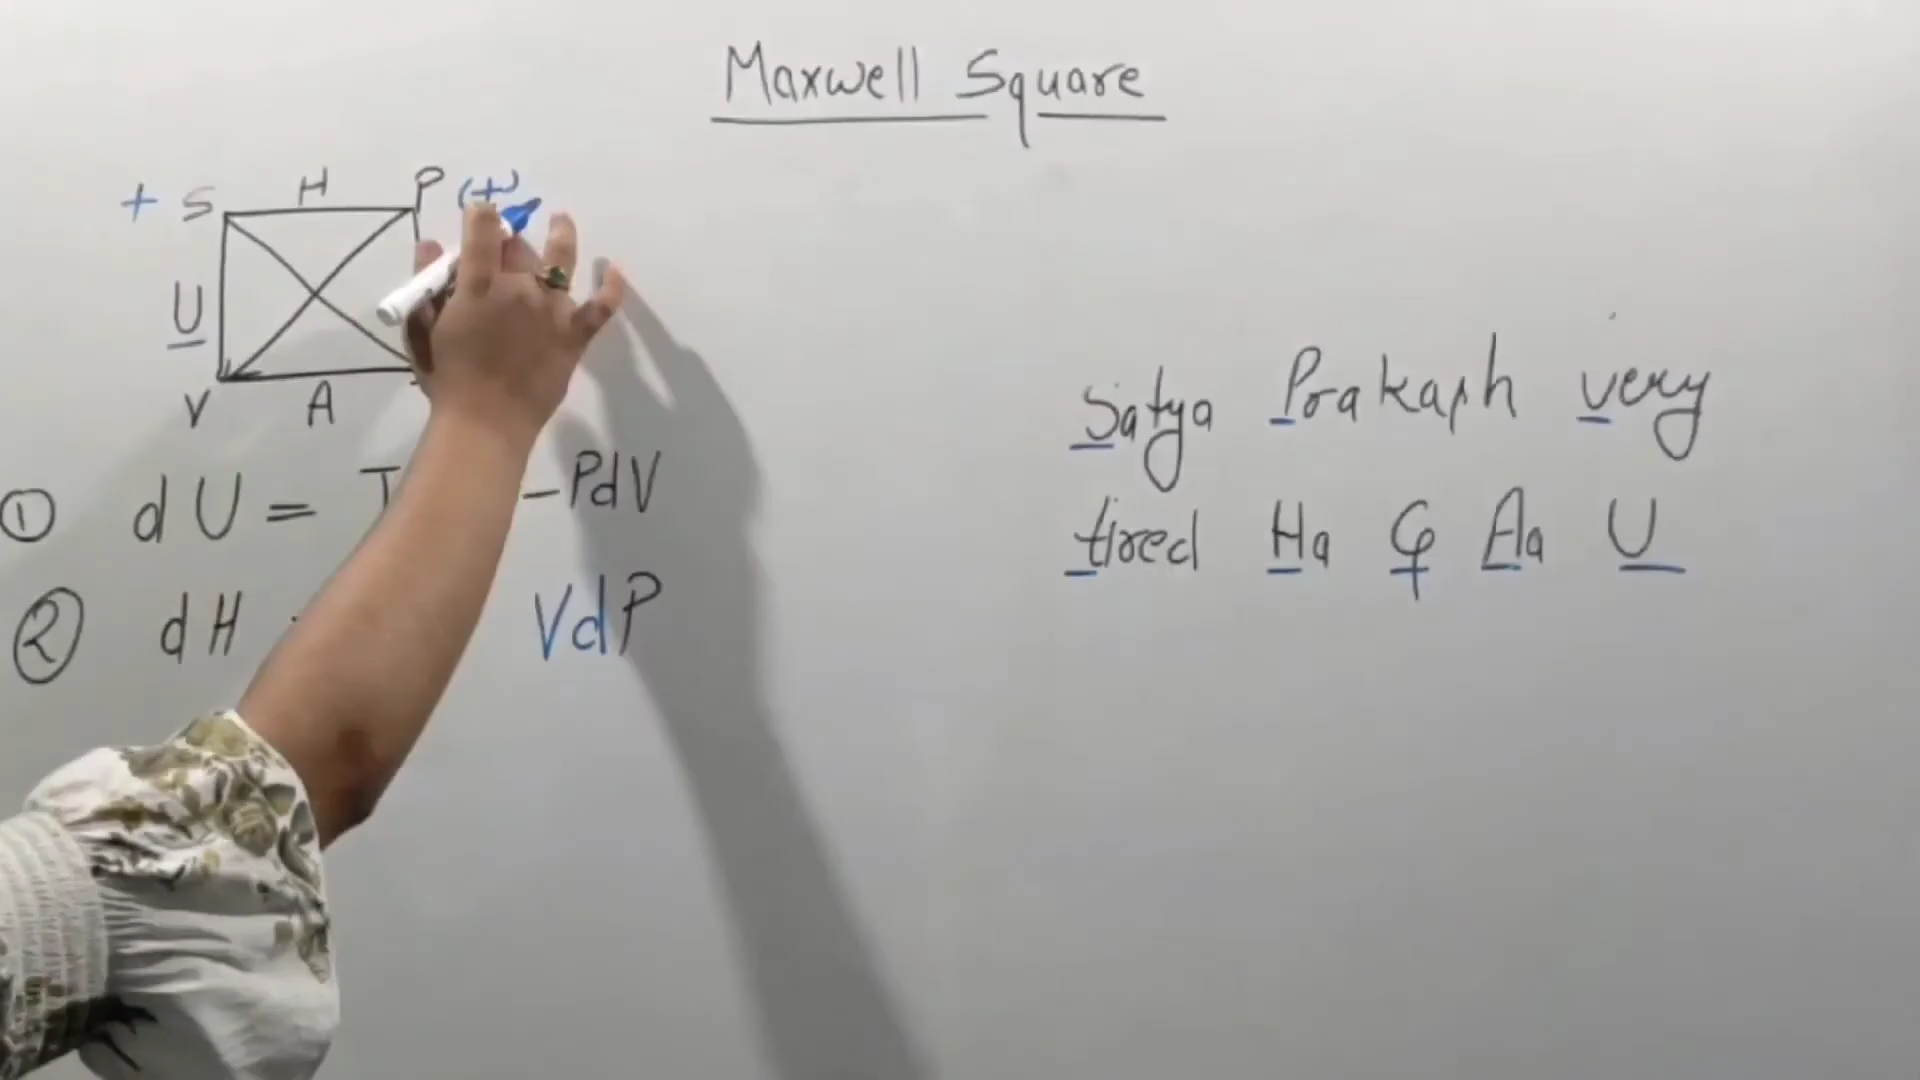 Maxwell Square
+ S H P (+)
U
V A
① dU = T -PdV
② dH VdP
Satya Prakash very
tired Ha G Aa U